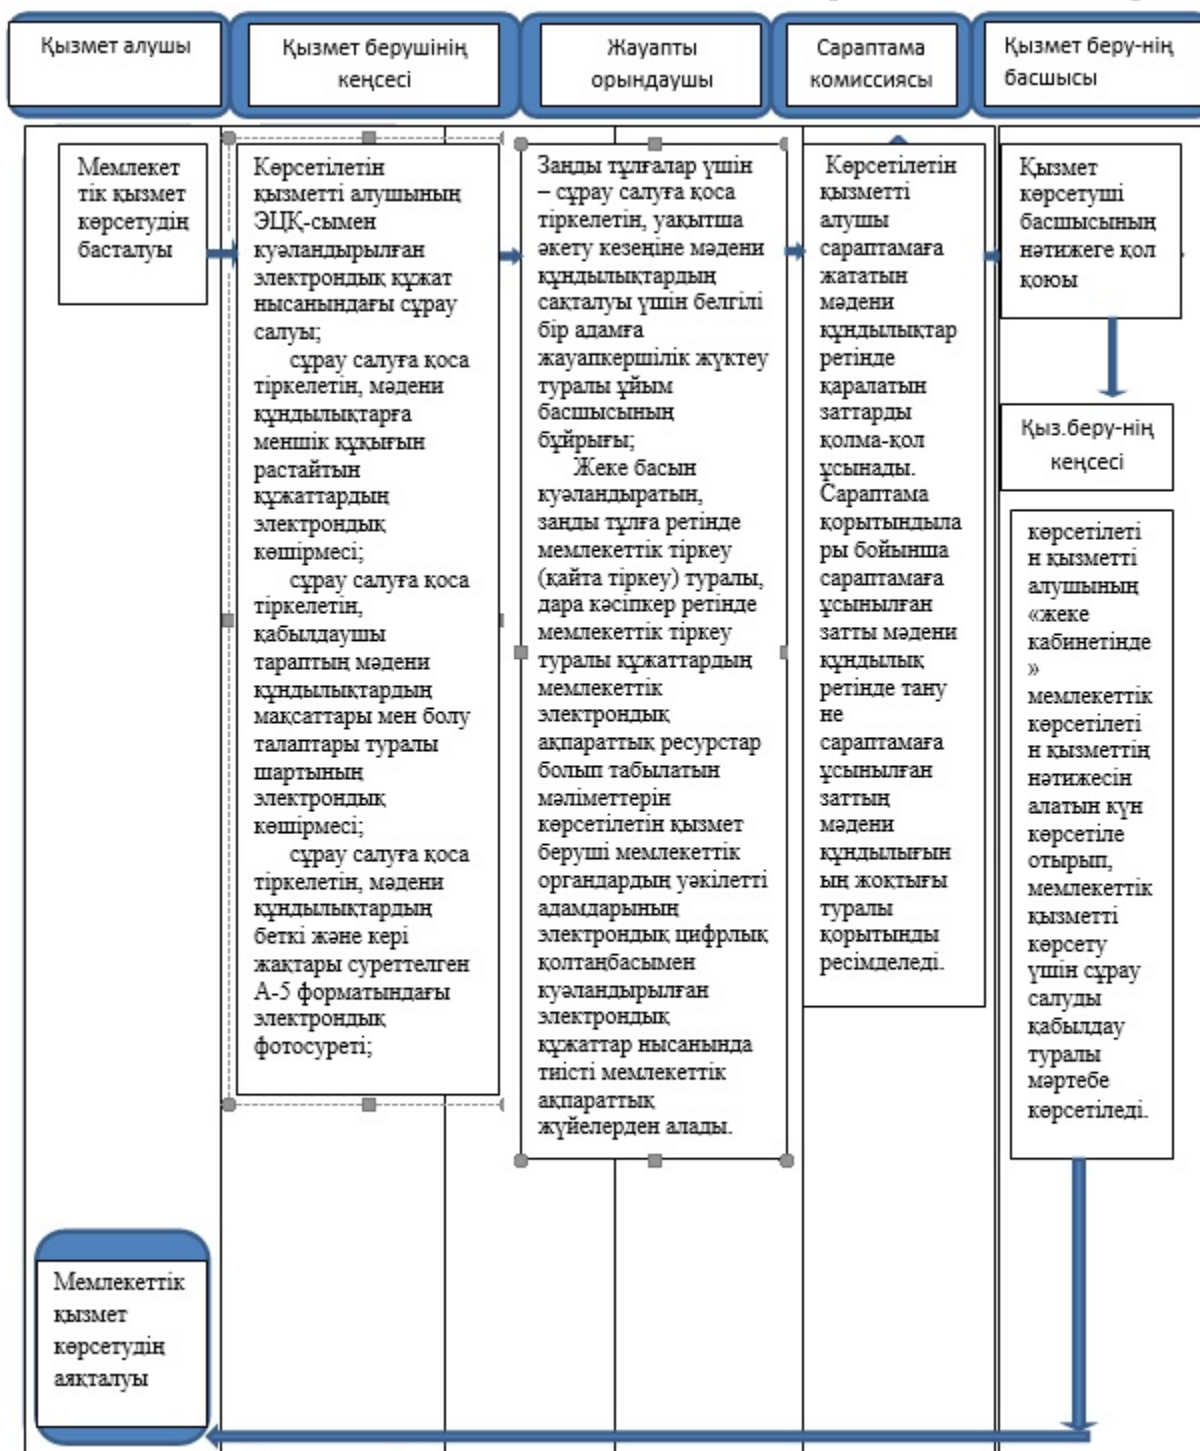 Қызмет алушы
Қызмет берушінің
кеңсесі
Жауапты
орындаушы
Сараптама
комиссиясы
Қызмет беру-нің
басшысы
Мемлекет
тік қызмет
көрсетудің
басталуы
Көрсетілетін
қызметті алушының
ЭЦҚ-сымен
куәландырылған
электрондық құжат
нысанындағы сұрау
салуы;
сұрау салуға қоса
тіркелетін, мәдени
құндылықтарға
меншік құқығын
растайтын
құжаттардың
электрондық
көшірмесі;
сұрау салуға қоса
тіркелетін,
қабылдаушы
тараптың мәдени
құндылықтардың
мақсаттары мен болу
талаптары туралы
шартының
электрондық
көшірмесі;
сұрау салуға қоса
тіркелетін, мәдени
құндылықтардың
беткі және кері
жақтары суреттелген
А-5 форматындағы
электрондық
фотосуреті;
Заңды тұлғалар үшін
– сұрау салуға қоса
тіркелетін, уақытша
әкету кезеңіне мәдени
құндылықтардың
сақталуы үшін белгілі
бір адамға
жауапкершілік жүктеу
туралы ұйым
басшысының
бұйрығы;
Жеке басын
куәландыратын,
заңды тұлға ретінде
мемлекеттік тіркеу
(қайта тіркеу) туралы,
дара кәсіпкер ретінде
мемлекеттік тіркеу
туралы құжаттардың
мемлекеттік
электрондық
ақпараттық ресурстар
болып табылатын
мәліметтерін
көрсетілетін қызмет
беруші мемлекеттік
органдардың уәкілетті
адамдарының
электрондық цифрлық
қолтаңбасымен
куәландырылған
электрондық
құжаттар нысанында
тиісті мемлекеттік
ақпараттық
жүйелерден алады.
Көрсетілетін
қызметті
алушы
сараптамаға
жататын
мәдени
құндылықтар
ретінде
қаралатын
заттарды
қолма-қол
ұсынады.
Сараптама
қорытындыла
ры бойынша
сараптамаға
ұсынылған
затты мәдени
құндылық
ретінде тану
не
сараптамаға
ұсынылған
заттың
мәдени
құндылығын
ың жоқтығы
туралы
қорытынды
ресімделеді.
Қызмет
көрсетуші
басшысының
нәтижеге қол
қоюы
Қыз.беру-нің
кеңсесі
көрсетілеті
н қызметті
алушының
«жеке
кабинетінде
»
мемлекеттік
көрсетілеті
н қызметтің
нәтижесін
алатын күн
көрсетіле
отырып,
мемлекеттік
қызметті
көрсету
үшін сұрау
салуды
қабылдау
туралы
мәртебе
көрсетіледі.
Мемлекеттік
қызмет
көрсетудің
аяқталуы